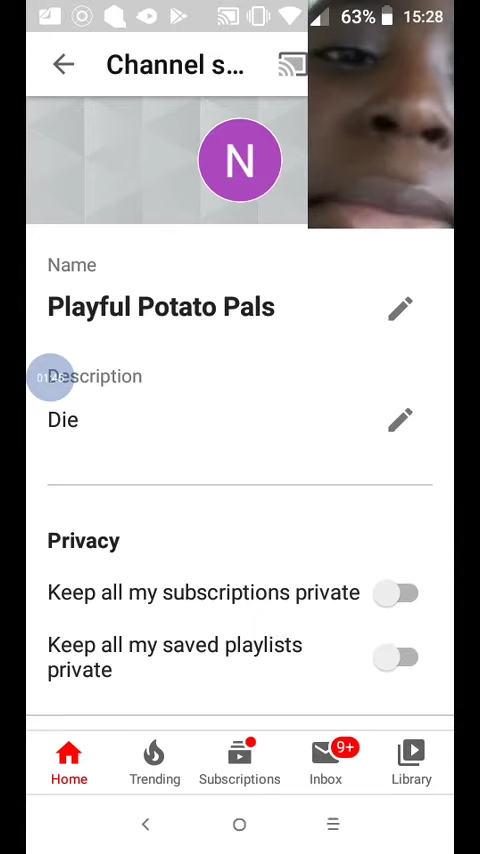 63% 15:28
Channel s...
N
Name
Playful Potato Pals
Description
Die
Privacy
Keep all my subscriptions private
Keep all my saved playlists
private
9+
Home Trending Subscriptions Inbox Library